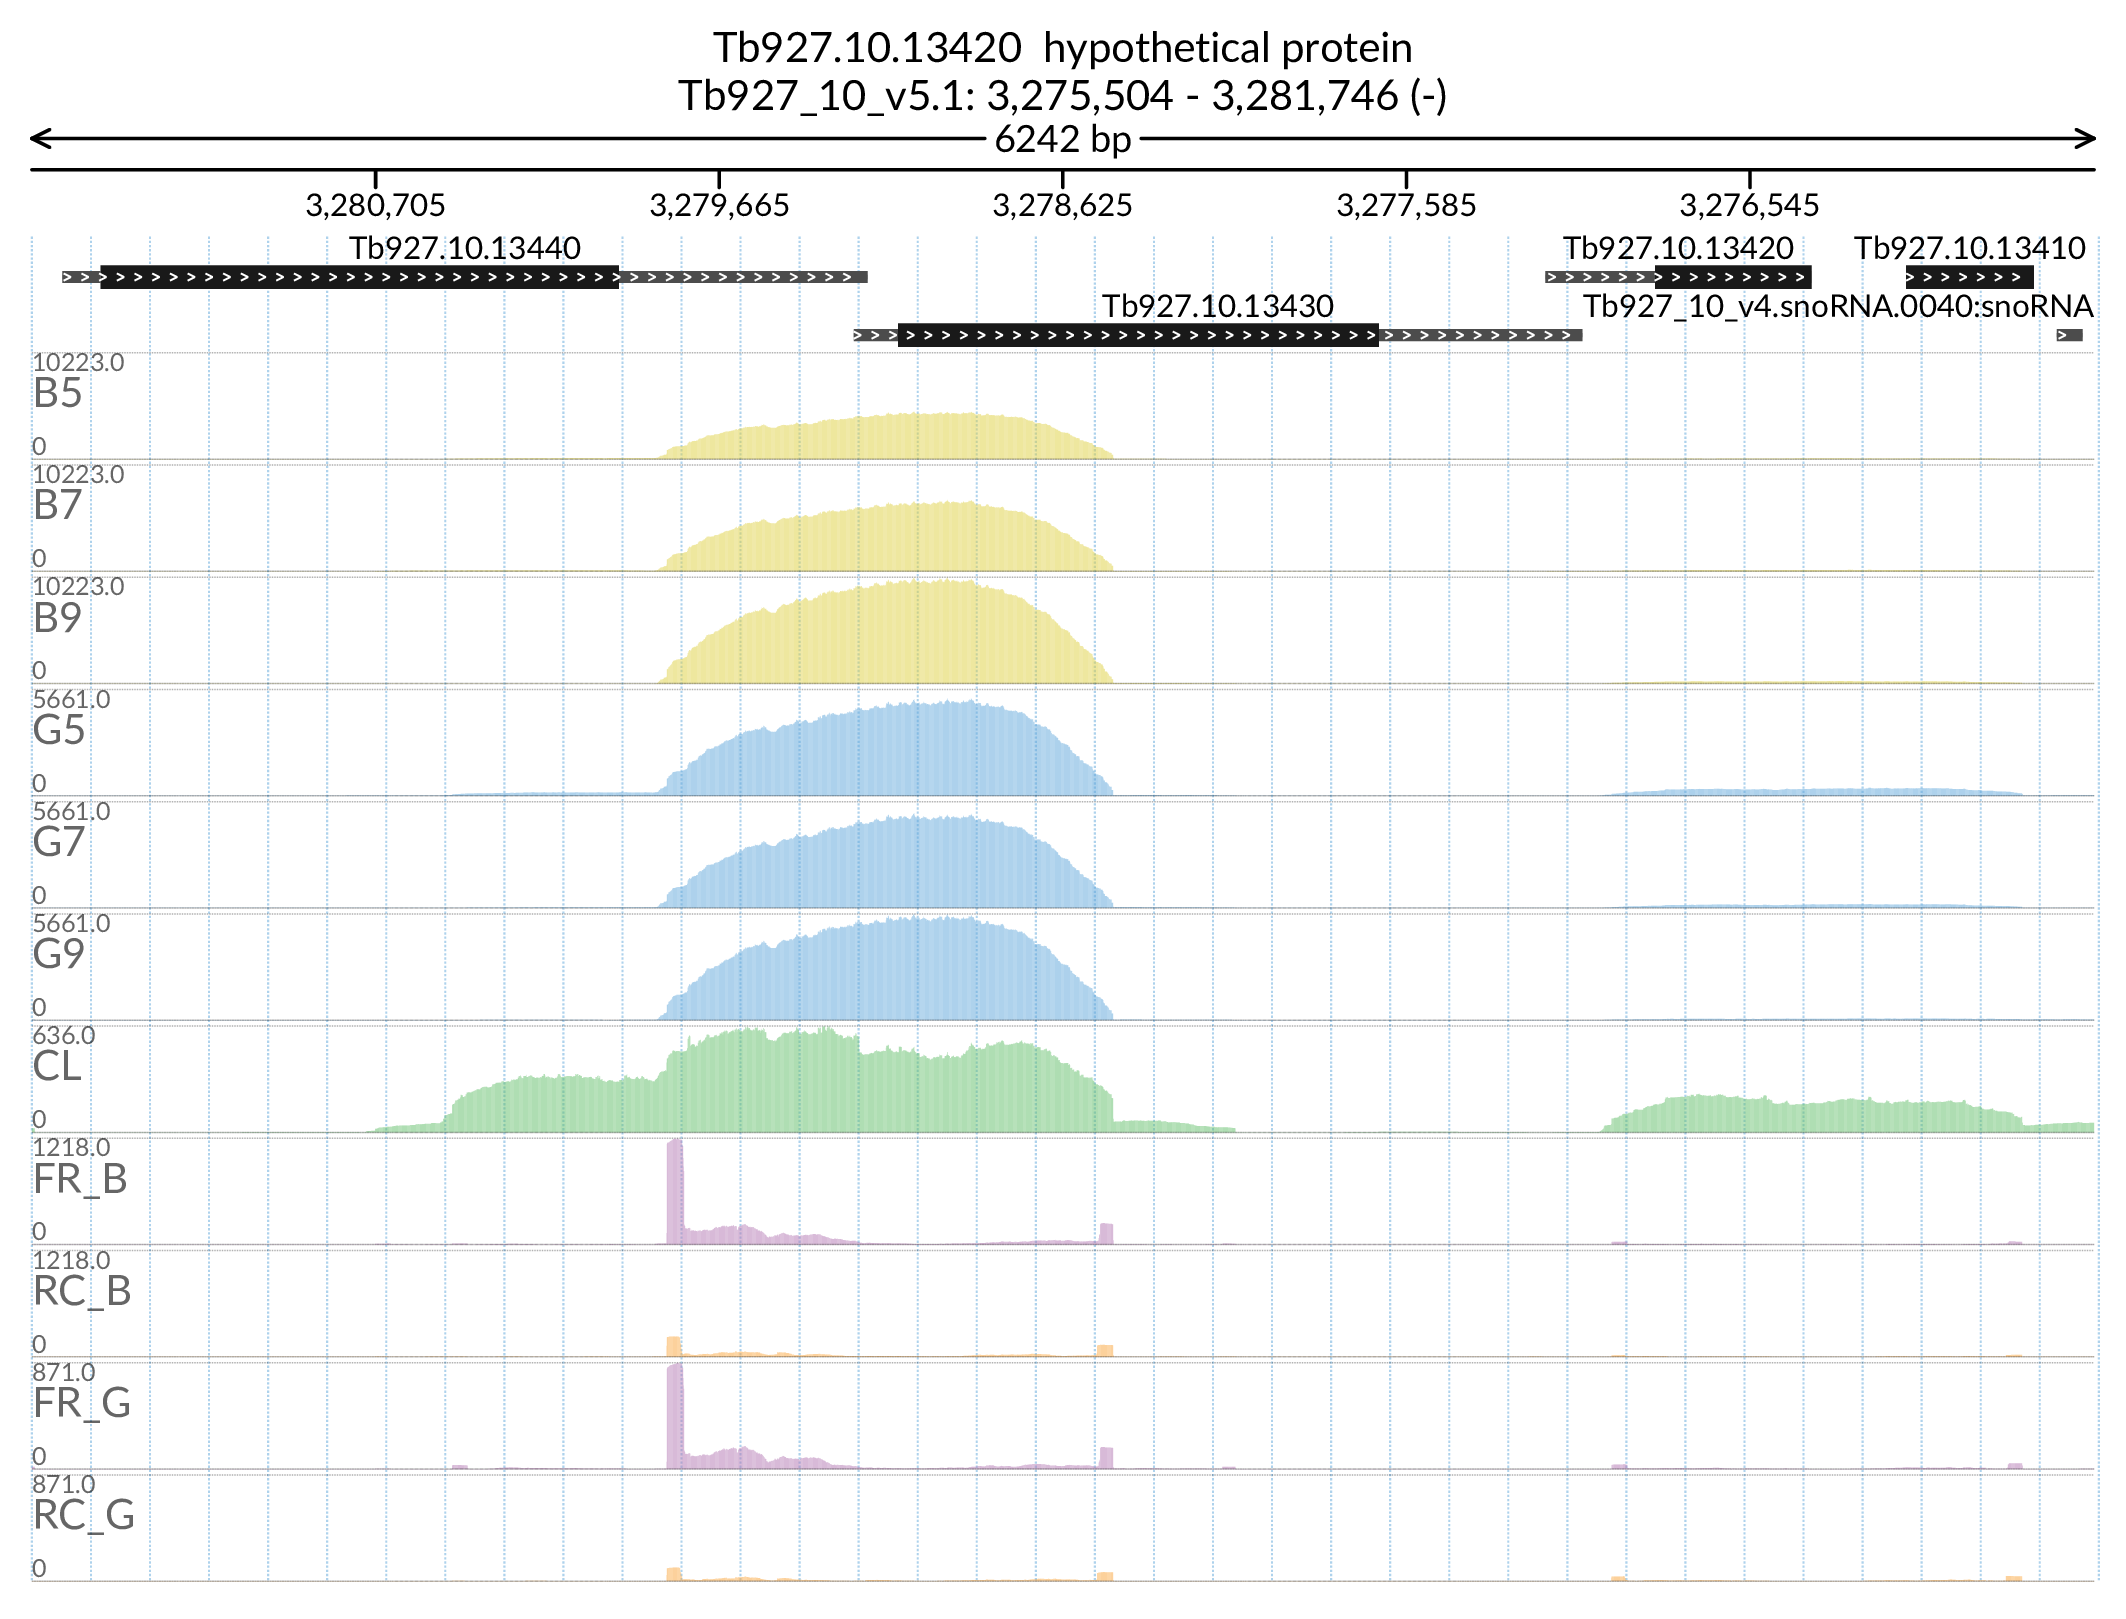 Tb927.10.13420  hypothetical protein
Tb927_10_v5.1: 3,275,504 - 3,281,746 (-)
6242 bp
3,280,705 3,279,665 3,278,625 3,277,585 3,276,545
Tb927.10.13440 Tb927.10.13420 Tb927.10.13410
Tb927.10.13430 Tb927_10_v4.snoRNA.0040:snoRNA
10223.0
B5
0
10223.0
B7
0
10223.0
B9
0
5661.0
G5
0
5661.0
G7
0
5661.0
G9
0
636.0
CL
0
1218.0
FR_B
0
1218.0
RC_B
0
871.0
FR_G
0
871.0
RC_G
0